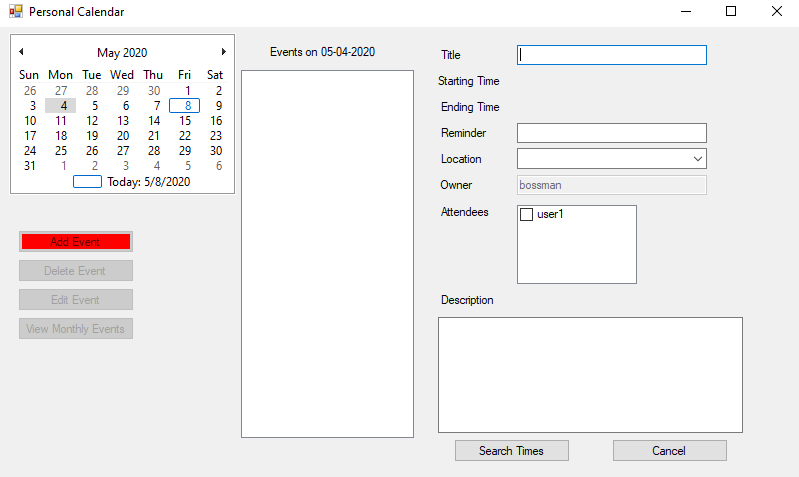 Personal Calendar
May 2020
Sun Mon Tue Wed Thu Fri Sat
26 27 28 29 30 1 2
3 4 5 6 7 8 9
10 11 12 13 14 15 16
17 18 19 20 21 22 23
24 25 26 27 28 29 30
31 1 2 3 4 5 6
Today: 5/8/2020
Add Event
Delete Event
Edit Event
View Monthly Events
Events on 05-04-2020
Title
Starting Time
Ending Time
Reminder
Location
Owner bossman
Attendees user1
Description
Search Times Cancel